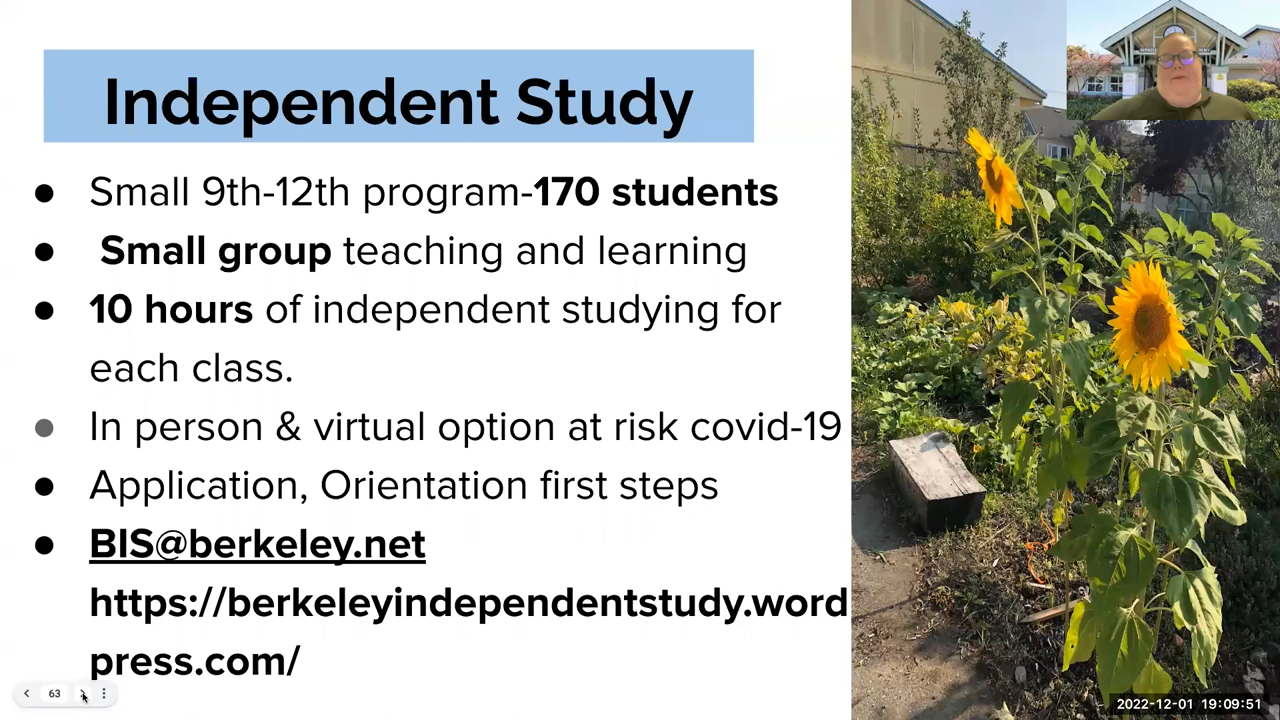 Independent Study
● Small 9th-12th program-170 students
● Small group teaching and learning
● 10 hours of independent studying for
each class.
● In person & virtual option at risk covid-19
● Application, Orientation first steps
● BIS@berkeley.net
https://berkeleyindependentstudy.word
press.com/
63
2022-12-01 19:09:51